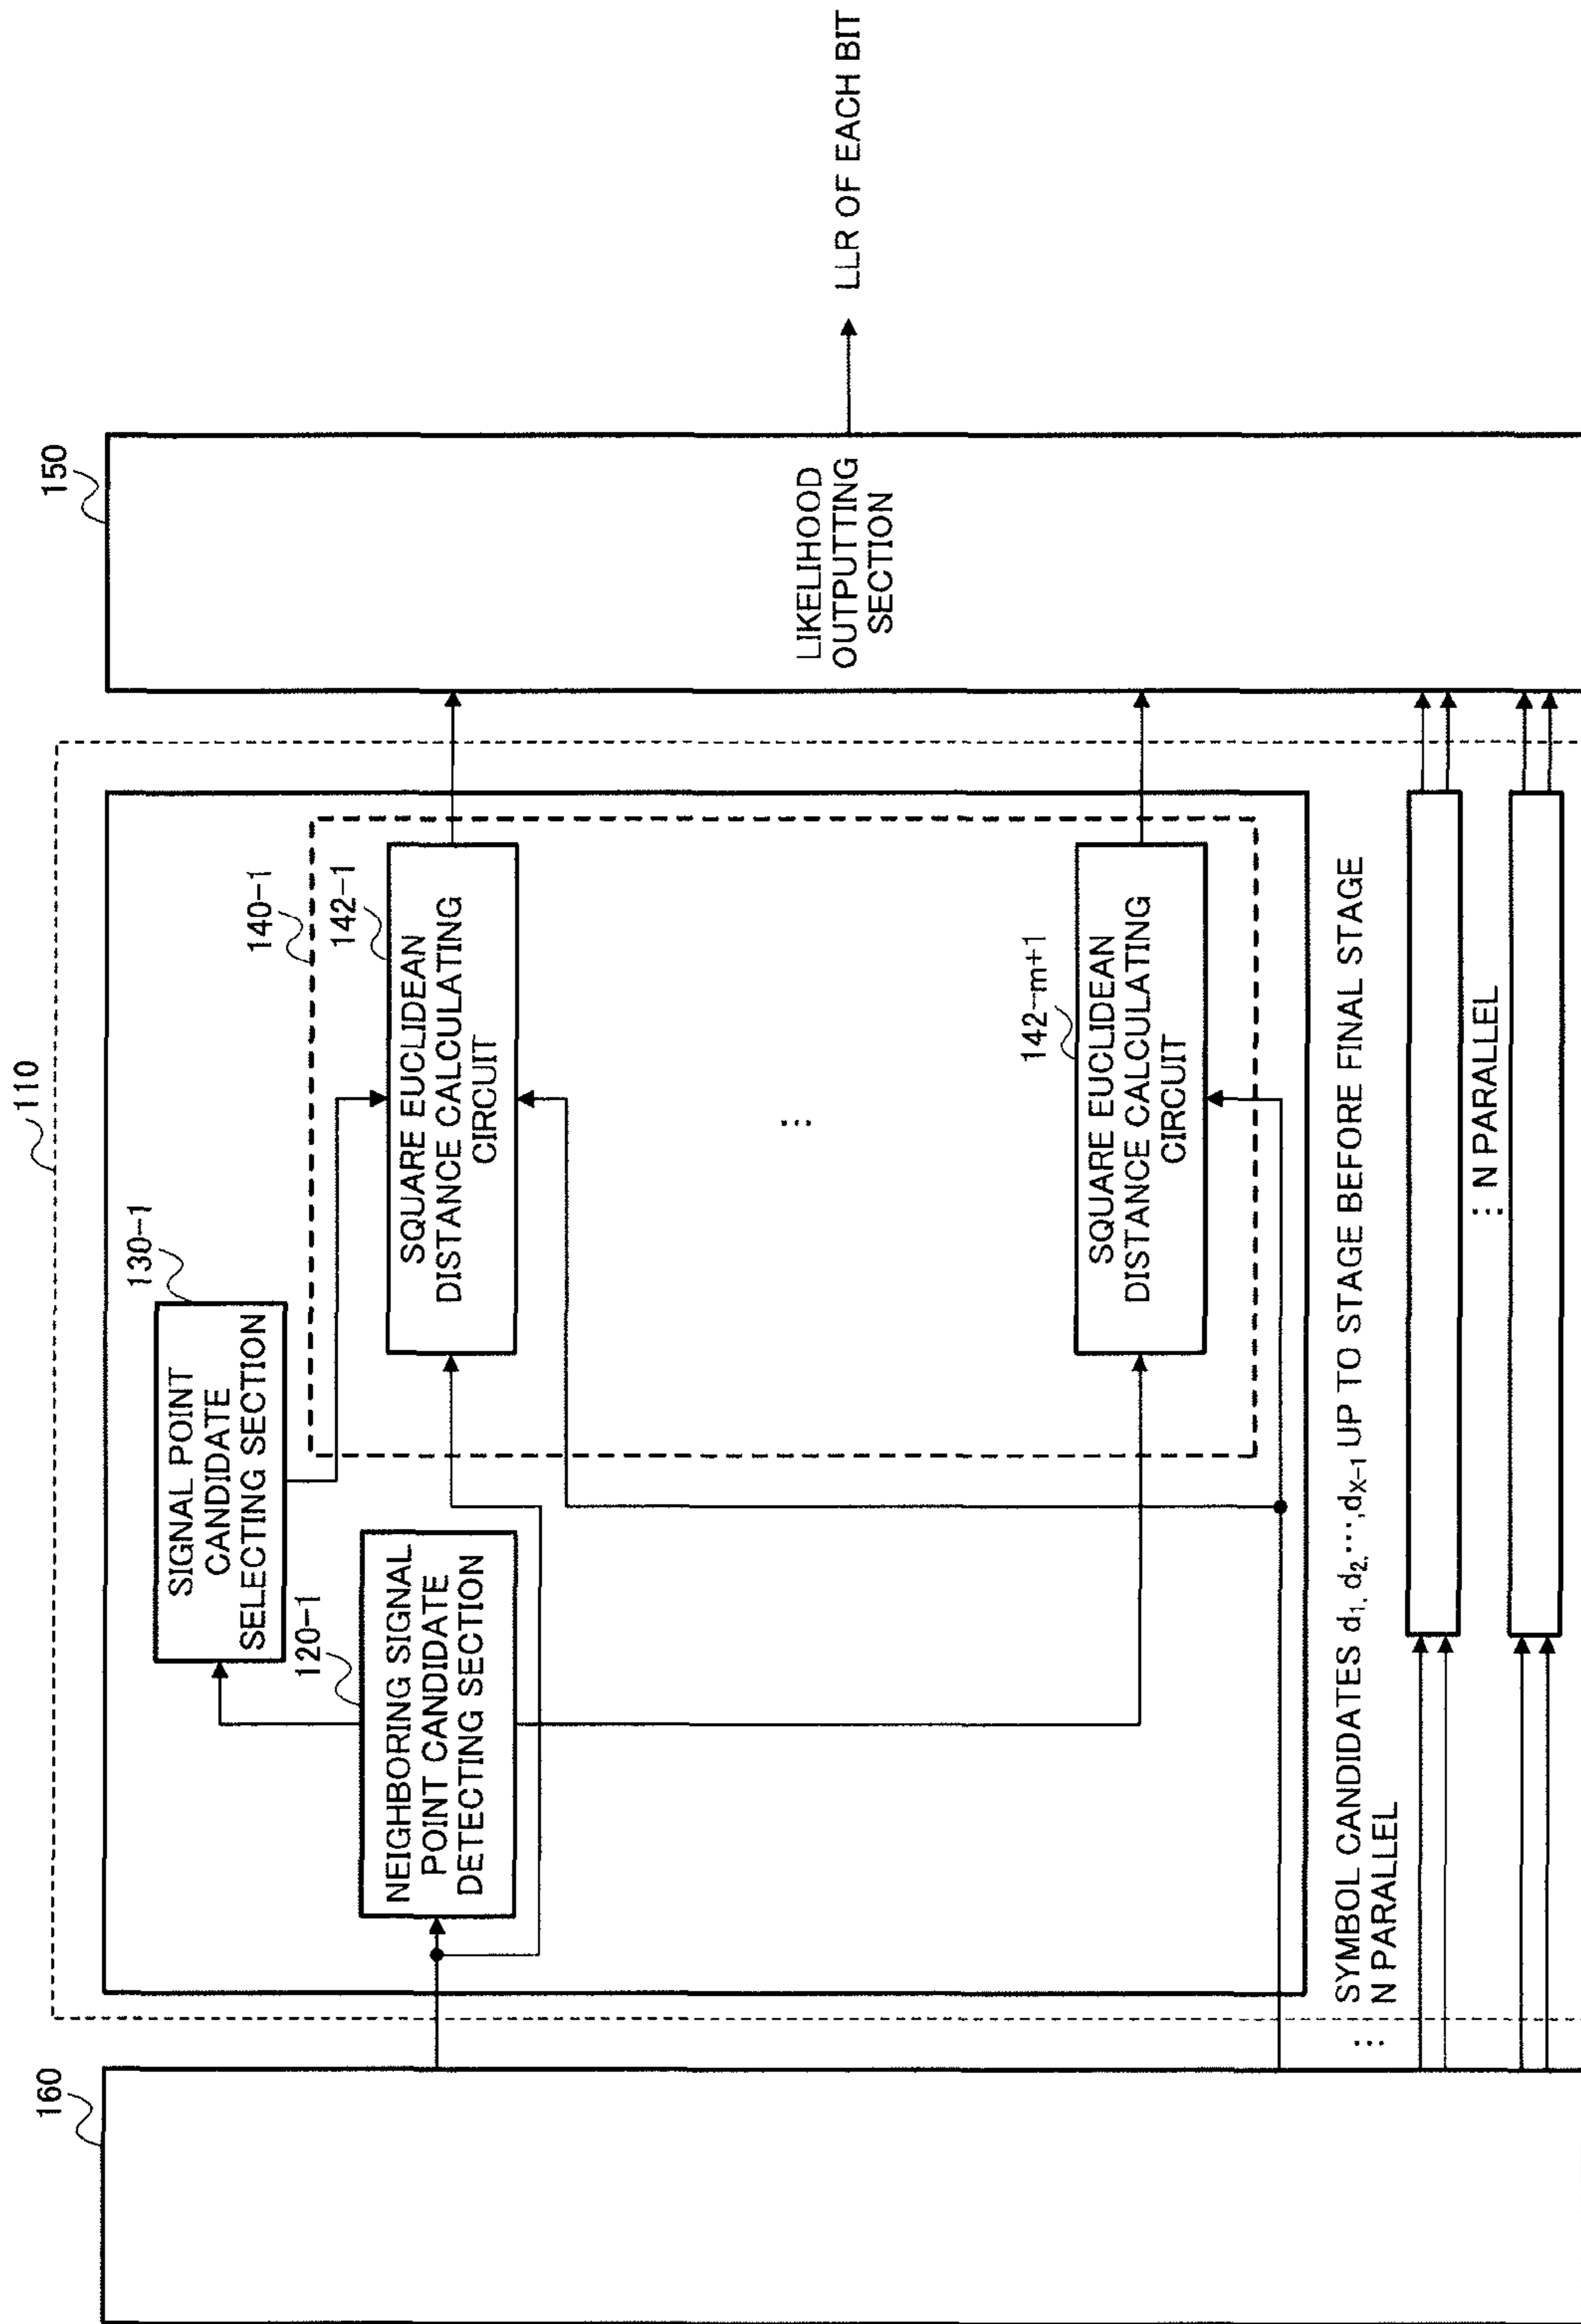 160
110
150
130-1
SIGNAL POINT
CANDIDATE
SELECTING SECTION
120-1
NEIGHBORING SIGNAL
POINT CANDIDATE
DETECTING SECTION
140-1
142-1
SQUARE EUCLIDEAN
DISTANCE CALCULATING
CIRCUIT
⋮
142-m+1
SQUARE EUCLIDEAN
DISTANCE CALCULATING
CIRCUIT
LIKELIHOOD
OUTPUTTING
SECTION
LLR OF EACH BIT
⋮
SYMBOL CANDIDATES d₁, d₂, ⋯, dX-1 UP TO STAGE BEFORE FINAL STAGE
N PARALLEL
⋮ N PARALLEL